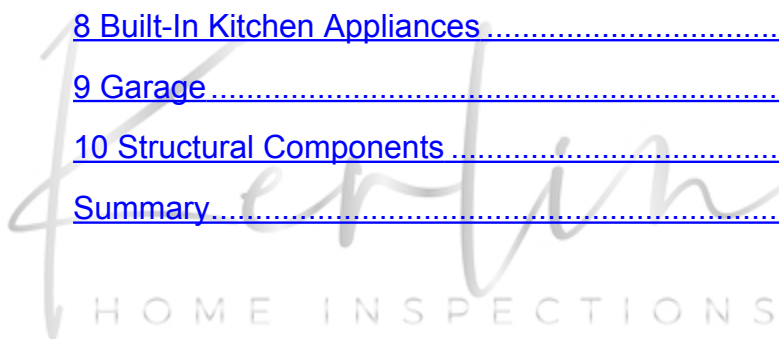 8 Built-In Kitchen Appliances................................
9 Garage................................................................
10 Structural Components....................................
Summary................................................................
Kerlin
HOME INSPECTIONS